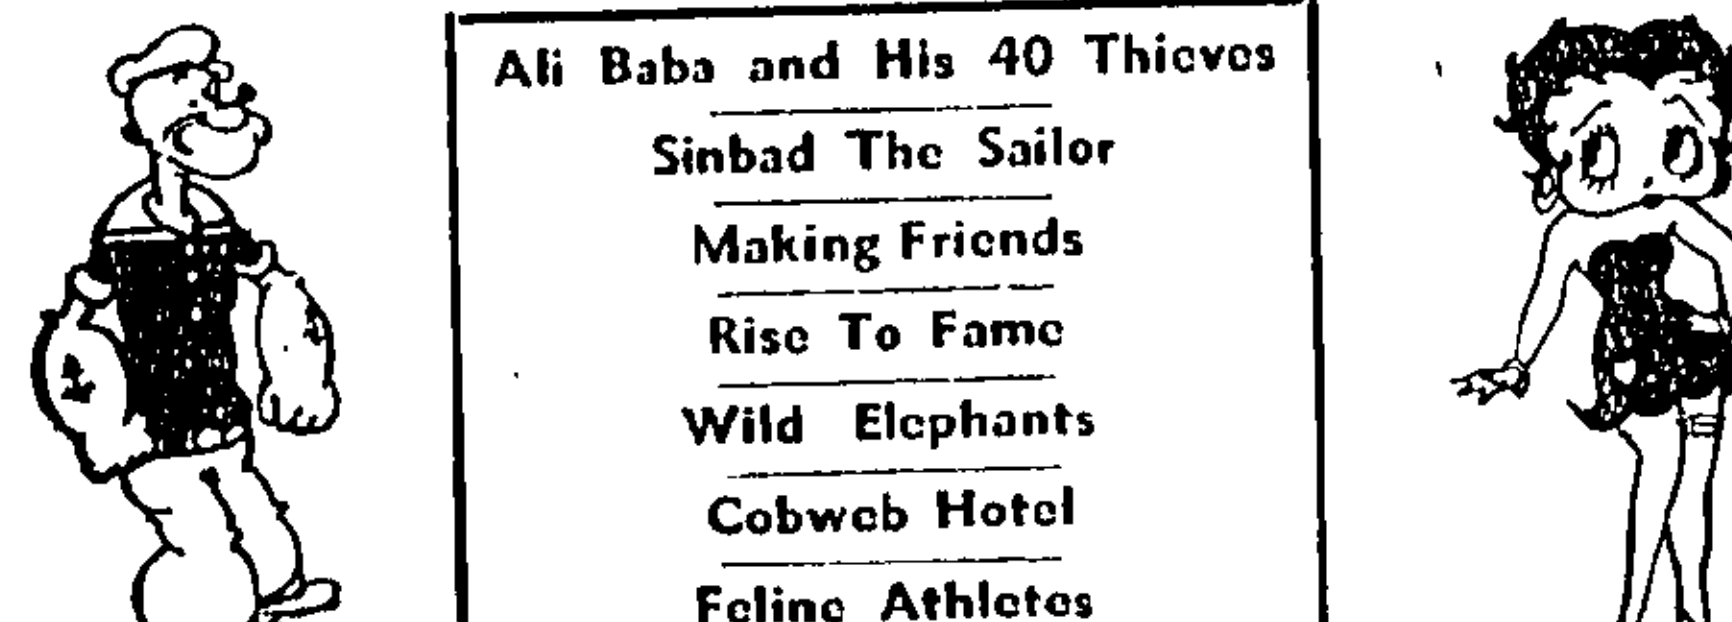 Ali Baba and His 40 Thieves
Sinbad The Sailor
Making Friends
Rise To Fame
Wild Elephants
Cobweb Hotel
Feline Athletes